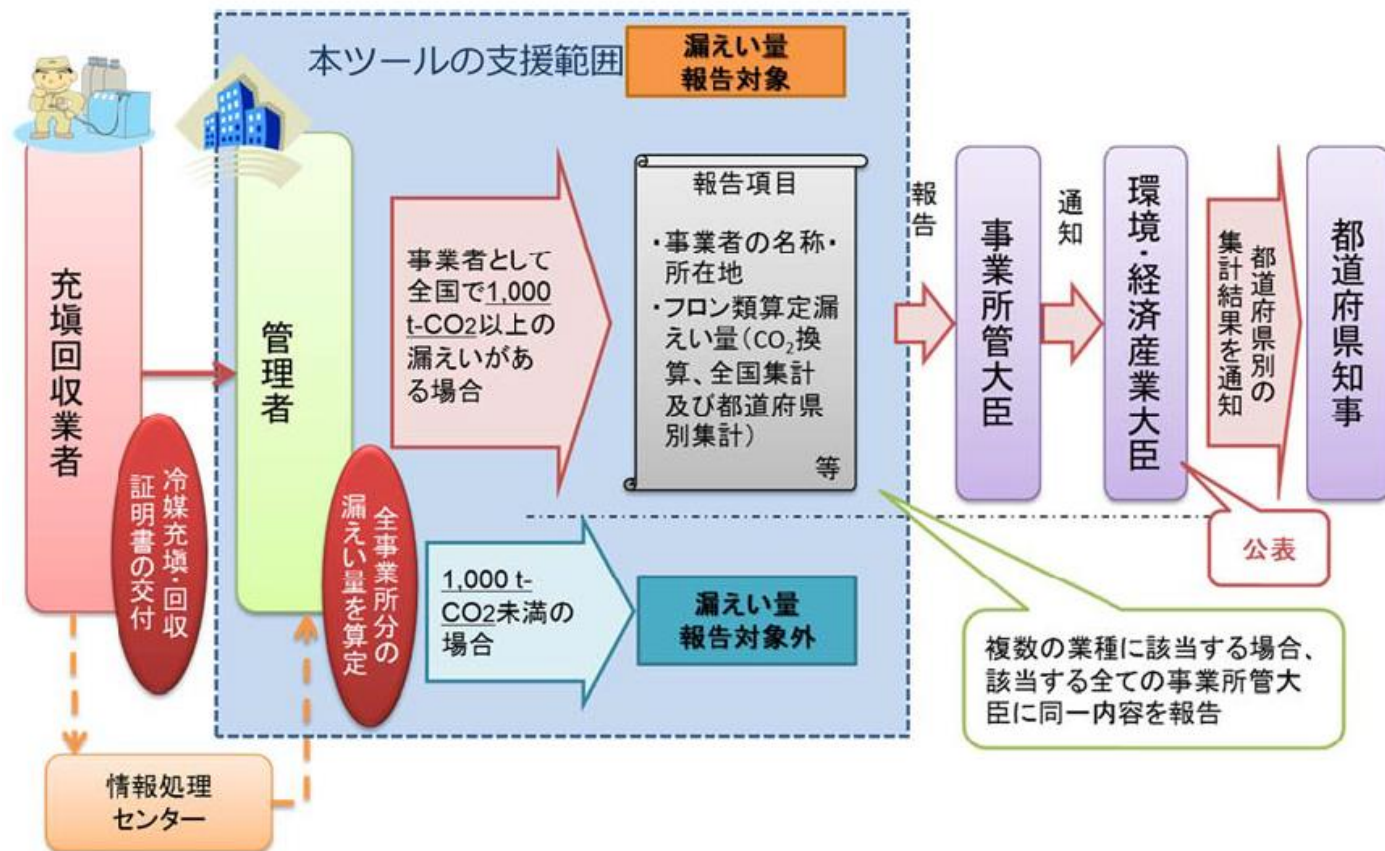 本ツールの支援範囲
漏えい量
報告対象
充塡回収業者
冷媒充塡・回収
証明書の交付
管理者
全事業所分の
漏えい量を算定
事業者として
全国で1,000
t-CO2以上の
漏えいがあ
る場合
報告項目
・事業者の名称・
所在地
・フロン類算定漏
えい量(CO₂換
算、全国集計
及び都道府県
別集計)
等
報告
事業所管大臣
通知
環境・経済産業大臣
都道府県別の
集計結果を通知
都道府県知事
公表
1,000 t-
CO2未満の
場合
漏えい量
報告対象外
複数の業種に該当する場合、
該当する全ての事業所管大
臣に同一内容を報告
情報処理
センター